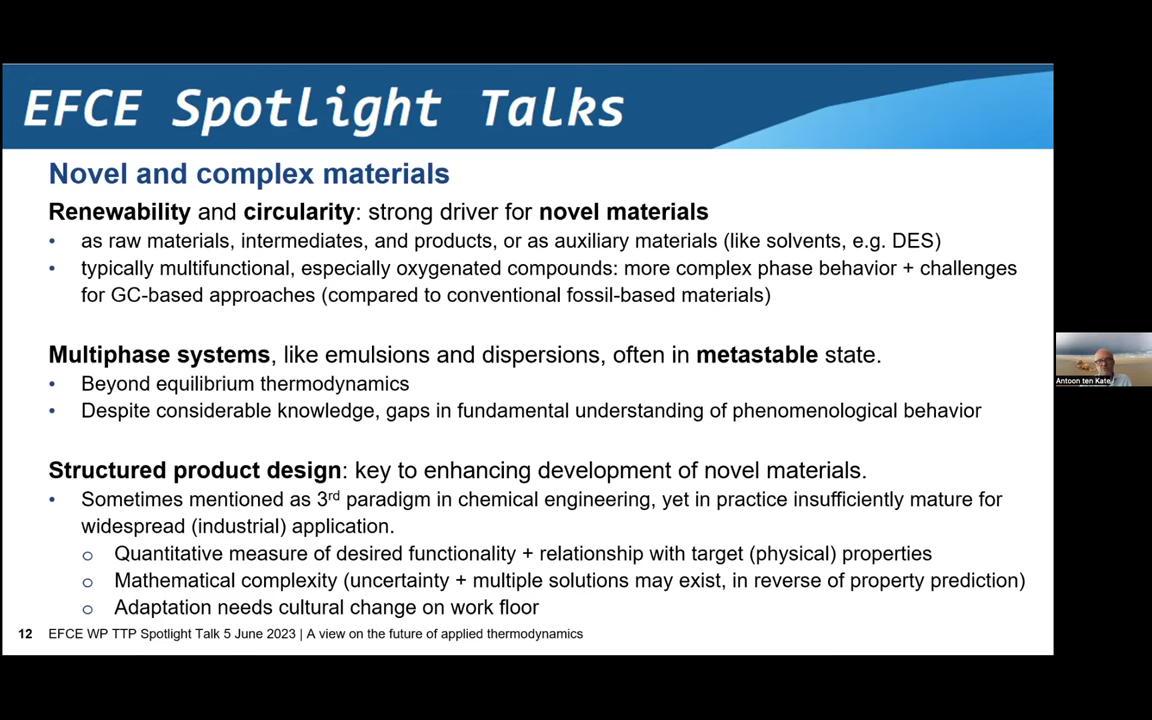 EFCE Spotlight Talks
Novel and complex materials
Renewability and circularity: strong driver for novel materials
• as raw materials, intermediates, and products, or as auxiliary materials (like solvents, e.g. DES)
• typically multifunctional, especially oxygenated compounds: more complex phase behavior + challenges
for GC-based approaches (compared to conventional fossil-based materials)
Multiphase systems, like emulsions and dispersions, often in metastable state.
• Beyond equilibrium thermodynamics
• Despite considerable knowledge, gaps in fundamental understanding of phenomenological behavior
Structured product design: key to enhancing development of novel materials.
• Sometimes mentioned as 3rd paradigm in chemical engineering, yet in practice insufficiently mature for
widespread (industrial) application.
o Quantitative measure of desired functionality + relationship with target (physical) properties
o Mathematical complexity (uncertainty + multiple solutions may exist, in reverse of property prediction)
o Adaptation needs cultural change on work floor
12 EFCE WP TTP Spotlight Talk 5 June 2023 | A view on the future of applied thermodynamics
Antoon ten Kate